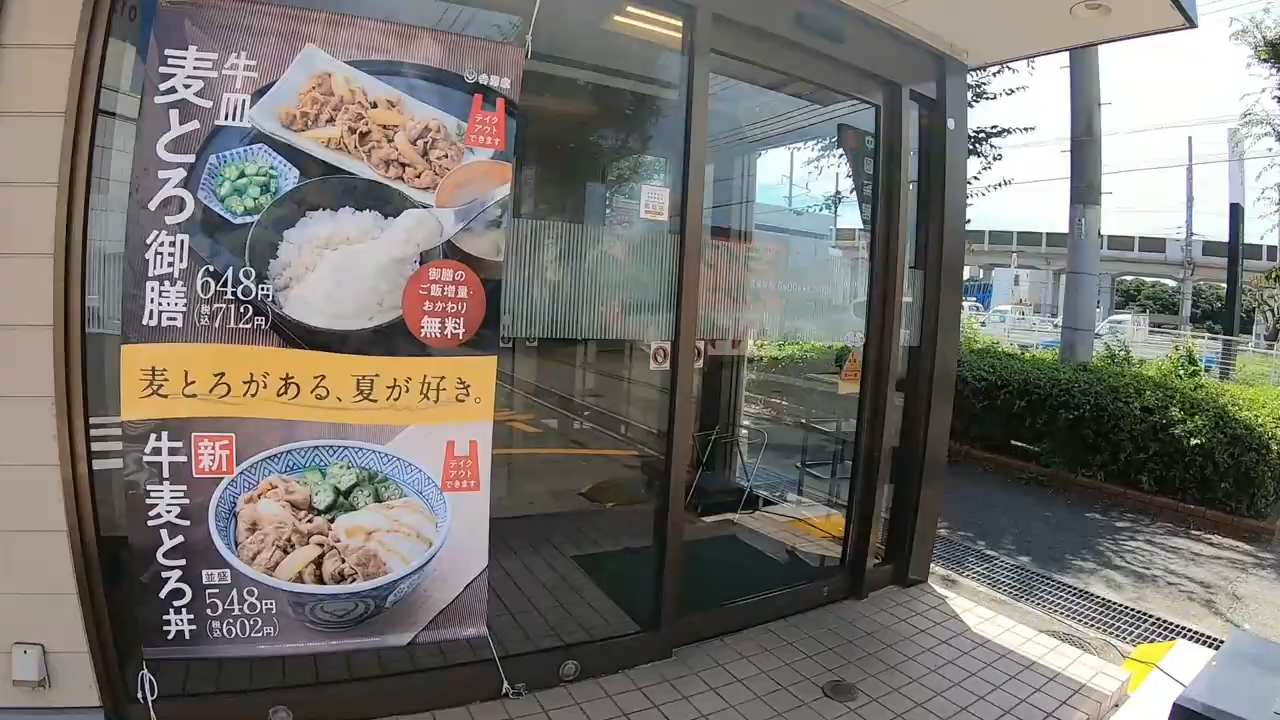 牛皿
麦とろ御膳
吉野家
テイク
アウト
できます
648円
(税込712円)
御膳の
ご飯増量・
おかわり
無料
麦とろがある、夏が好き。
新
牛麦とろ丼
テイク
アウト
できます
並盛
548円
(税込602円)